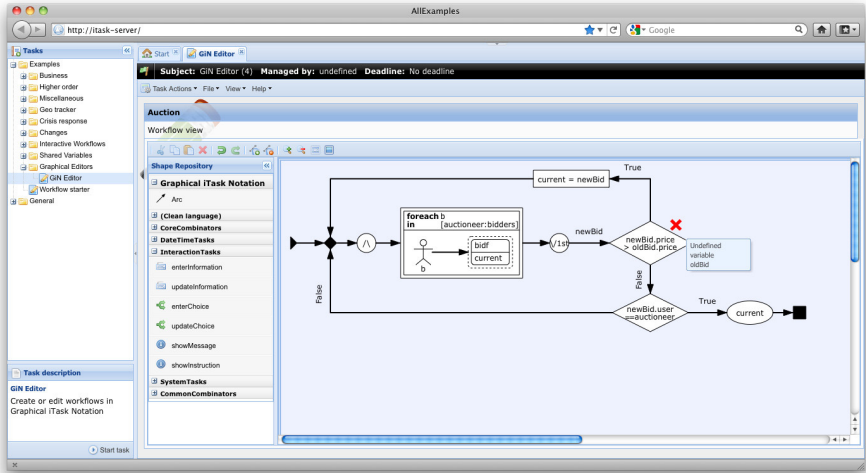 AllExamples
http://itask-server/
Google
Tasks
Examples
Business
Higher order
Miscellaneous
Geo tracker
Crisis response
Changes
Interactive Workflows
Shared Variables
Graphical Editors
GiN Editor
Workflow starter
General
Task description
GiN Editor
Create or edit workflows in
Graphical iTask Notation
Start task
Start
GiN Editor
Subject: GiN Editor (4) Managed by: undefined Deadline: No deadline
Task Actions File View Help
Auction
Workflow view
Shape Repository
Graphical iTask Notation
Arc
(Clean language)
CoreCombinators
DateTimeTasks
InteractionTasks
enterInformation
updateInformation
enterChoice
updateChoice
showMessage
showInstruction
SystemTasks
CommonCombinators
current = newBid
True
/\
foreach b
in [auctioneer:bidders]
bidf
current
b
\/1st
newBid
newBid.price
> oldBid.price
Undefined
variable
oldBid
False
False
newBid.user
==auctioneer
True
current